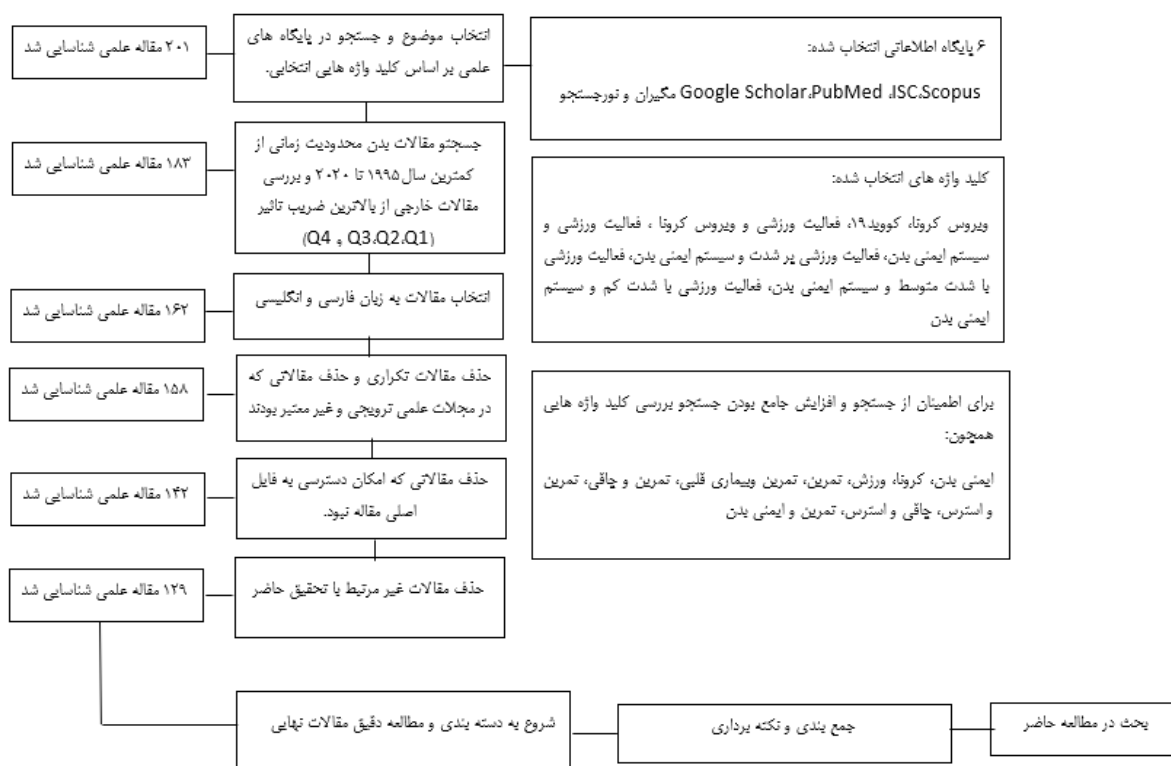 ۶ پایگاه اطلاعاتی انتخاب شده:
Google Scholar،PubMed ،ISC،Scopus مگیران و نورجستجو
انتخاب موضوع و جستجو در پایگاه های
علمی بر اساس کلید واژه هایی انتخابی.
۲۰۱ مقاله علمی شناسایی شد
جسجتو مقالات بدن محدودیت زمانی از
کمترین سال ۱۹۹۵ تا ۲۰۲۰ و بررسی
مقالات خارجی از بالاترین ضریب تاثیر
(Q1،Q2،Q3 و Q4)
۱۸۳ مقاله علمی شناسایی شد
کلید واژه های انتخاب شده:
ویروس کرونا، کووید۱۹، فعالیت ورزشی و ویروس کرونا ، فعالیت ورزشی و
سیستم ایمنی بدن، فعالیت ورزشی پر شدت و سیستم ایمنی بدن، فعالیت ورزشی
با شدت متوسط و سیستم ایمنی بدن، فعالیت ورزشی با شدت کم و سیستم
ایمنی بدن
انتخاب مقالات به زبان فارسی و انگلیسی
۱۶۲ مقاله علمی شناسایی شد
حذف مقالات تکراری و حذف مقالاتی که
در مجلات علمی ترویجی و غیر معتبر بودند
۱۵۸ مقاله علمی شناسایی شد
برای اطمینان از جستجو و افزایش جامع بودن جستجو بررسی کلید واژه هایی
همچون:
ایمنی بدن، کرونا، ورزش، تمرین، تمرین وبیماری قلبی، تمرین و چاقی، تمرین
و استرس، چاقی و استرس، تمرین و ایمنی بدن
حذف مقالاتی که امکان دسترسی به فایل
اصلی مقاله نبود.
۱۴۲ مقاله علمی شناسایی شد
حذف مقالات غیر مرتبط با تحقیق حاضر
۱۲۹ مقاله علمی شناسایی شد
شروع به دسته بندی و مطالعه دقیق مقالات نهایی
جمع بندی و نکته برداری
بحث در مطالعه حاضر